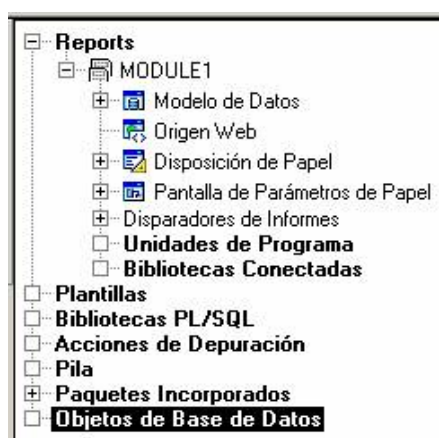 Reports
MODULE1
Modelo de Datos
Origen Web
Disposición de Papel
Pantalla de Parámetros de Papel
Disparadores de Informes
Unidades de Programa
Bibliotecas Conectadas
Plantillas
Bibliotecas PL/SQL
Acciones de Depuración
Pila
Paquetes Incorporados
Objetos de Base de Datos